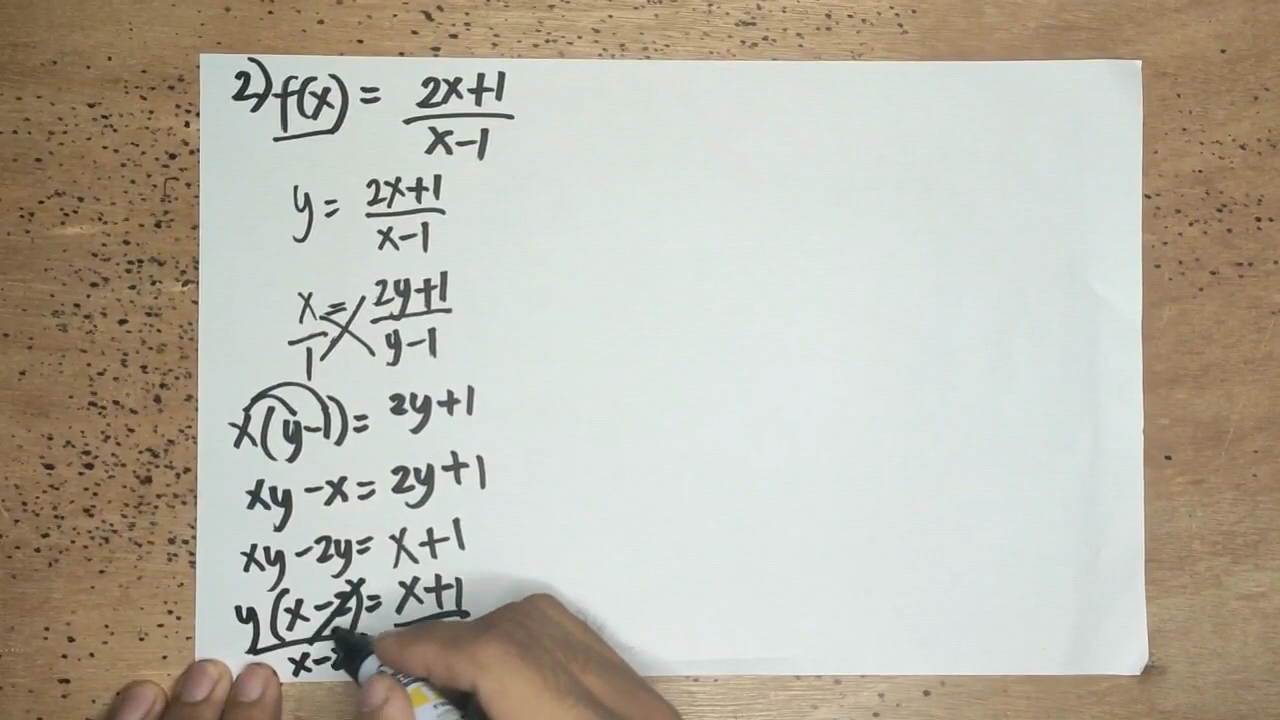 2) f(x) = 2x+1
x-1
y = 2x+1
x-1
x = 2y+1
1 y-1
x(y-1) = 2y+1
xy-x = 2y+1
xy-2y = x+1
y(x-2) = x+1
x-2